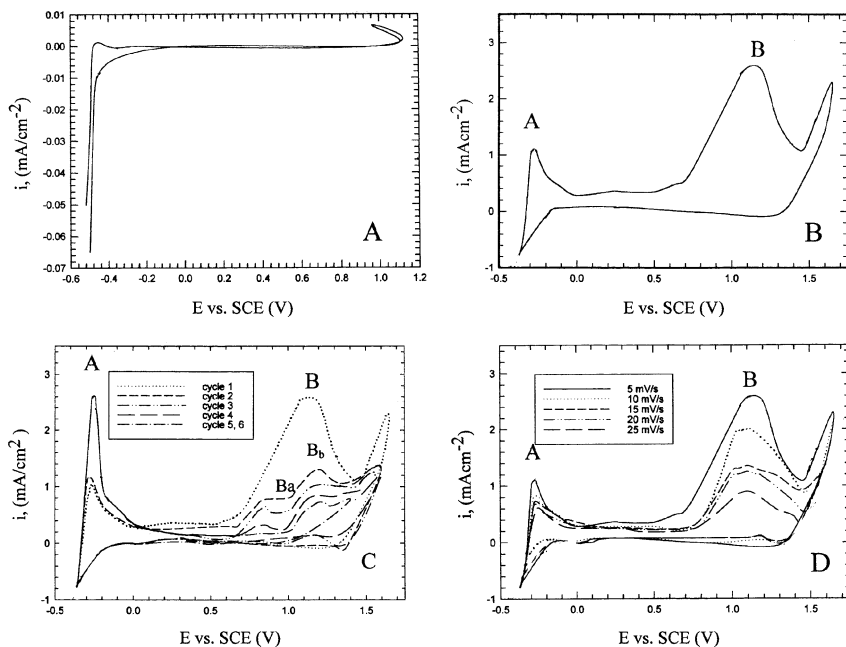 0.01
0.00
-0.01
-0.02
-0.03
-0.04
-0.05
-0.06
-0.07
i, (mA/cm⁻²)
A
-0.6 -0.4 -0.2 0.0 0.2 0.4 0.6 0.8 1.0 1.2
E vs. SCE (V)
3
2
1
0
-1
i, (mAcm⁻²)
A
B
B
0.0 0.5 1.0 1.5
E vs. SCE (V)
3
2
1
0
-1
i, (mA/cm⁻²)
A
cycle 1
cycle 2
cycle 3
cycle 4
cycle 5, 6
B
Bb
Ba
C
-0.5 0.0 0.5 1.0 1.5
E vs. SCE (V)
3
2
1
0
-1
i, (mAcm⁻²)
5 mV/s
10 mV/s
15 mV/s
20 mV/s
25 mV/s
B
A
D
0.0 0.5 1.0 1.5
E vs. SCE (V)